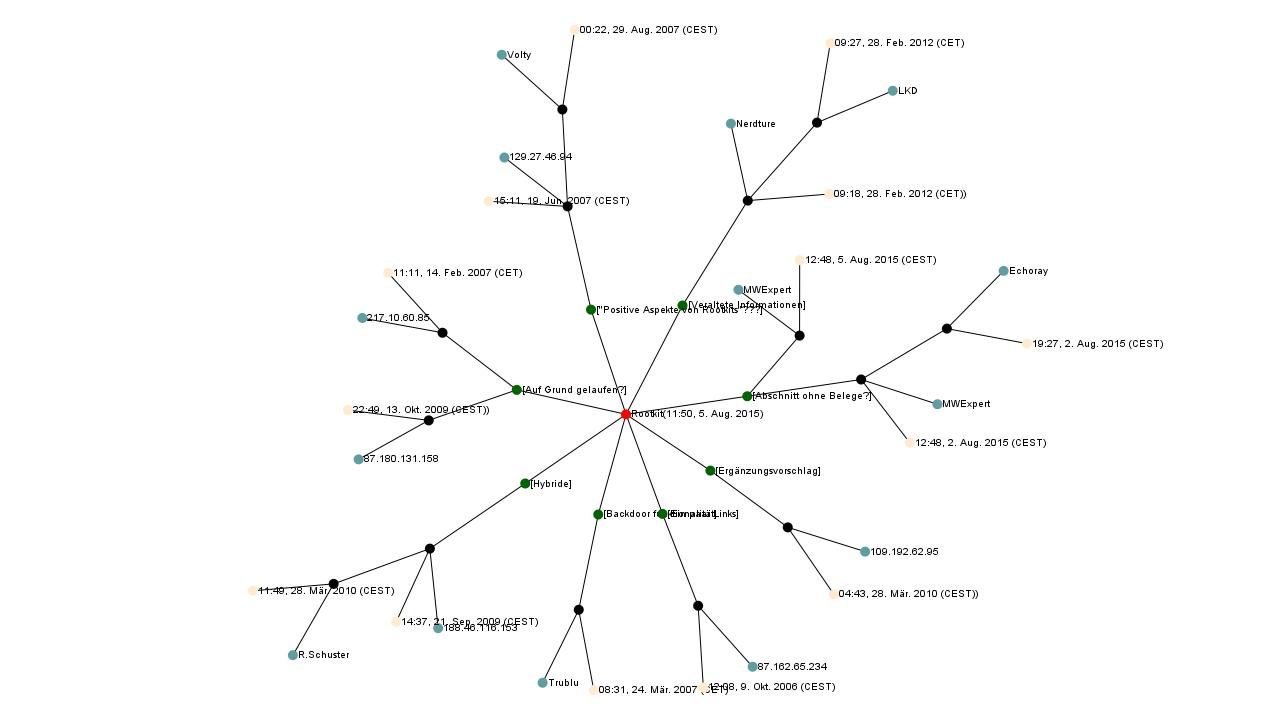 00:22, 29. Aug. 2007 (CEST)
09:27, 28. Feb. 2012 (CET)
Volty
LKD
Nerdture
129.27.46.94
09:18, 28. Feb. 2012 (CET))
15:11, 19. Jun. 2007 (CEST)
12:48, 5. Aug. 2015 (CEST)
Echoray
11:11, 14. Feb. 2007 (CET)
MWExpert
[Veraltete Informationen]
["Positive Aspekte von Rootkits"???]
217.10.60.85
19:27, 2. Aug. 2015 (CEST)
[Auf Grund gelaufen?]
[Abschnitt ohne Belege?]
MWExpert
22:49, 13. Okt. 2009 (CEST))
Rootkit(11:50, 5. Aug. 2015)
12:48, 2. Aug. 2015 (CEST)
87.180.131.158
[Ergänzungsvorschlag]
[Hybride]
[Backdoor
Links]
109.192.62.95
11:49, 28. Mär. 2010 (CEST)
04:43, 28. Mär. 2010 (CEST))
14:37, 21. Sep. 2009 (CEST)
188.46.116.153
R.Schuster
87.162.65.234
Trublu
08:31, 24. Mär. 2007 (CET)
12:08, 9. Okt. 2006 (CEST)